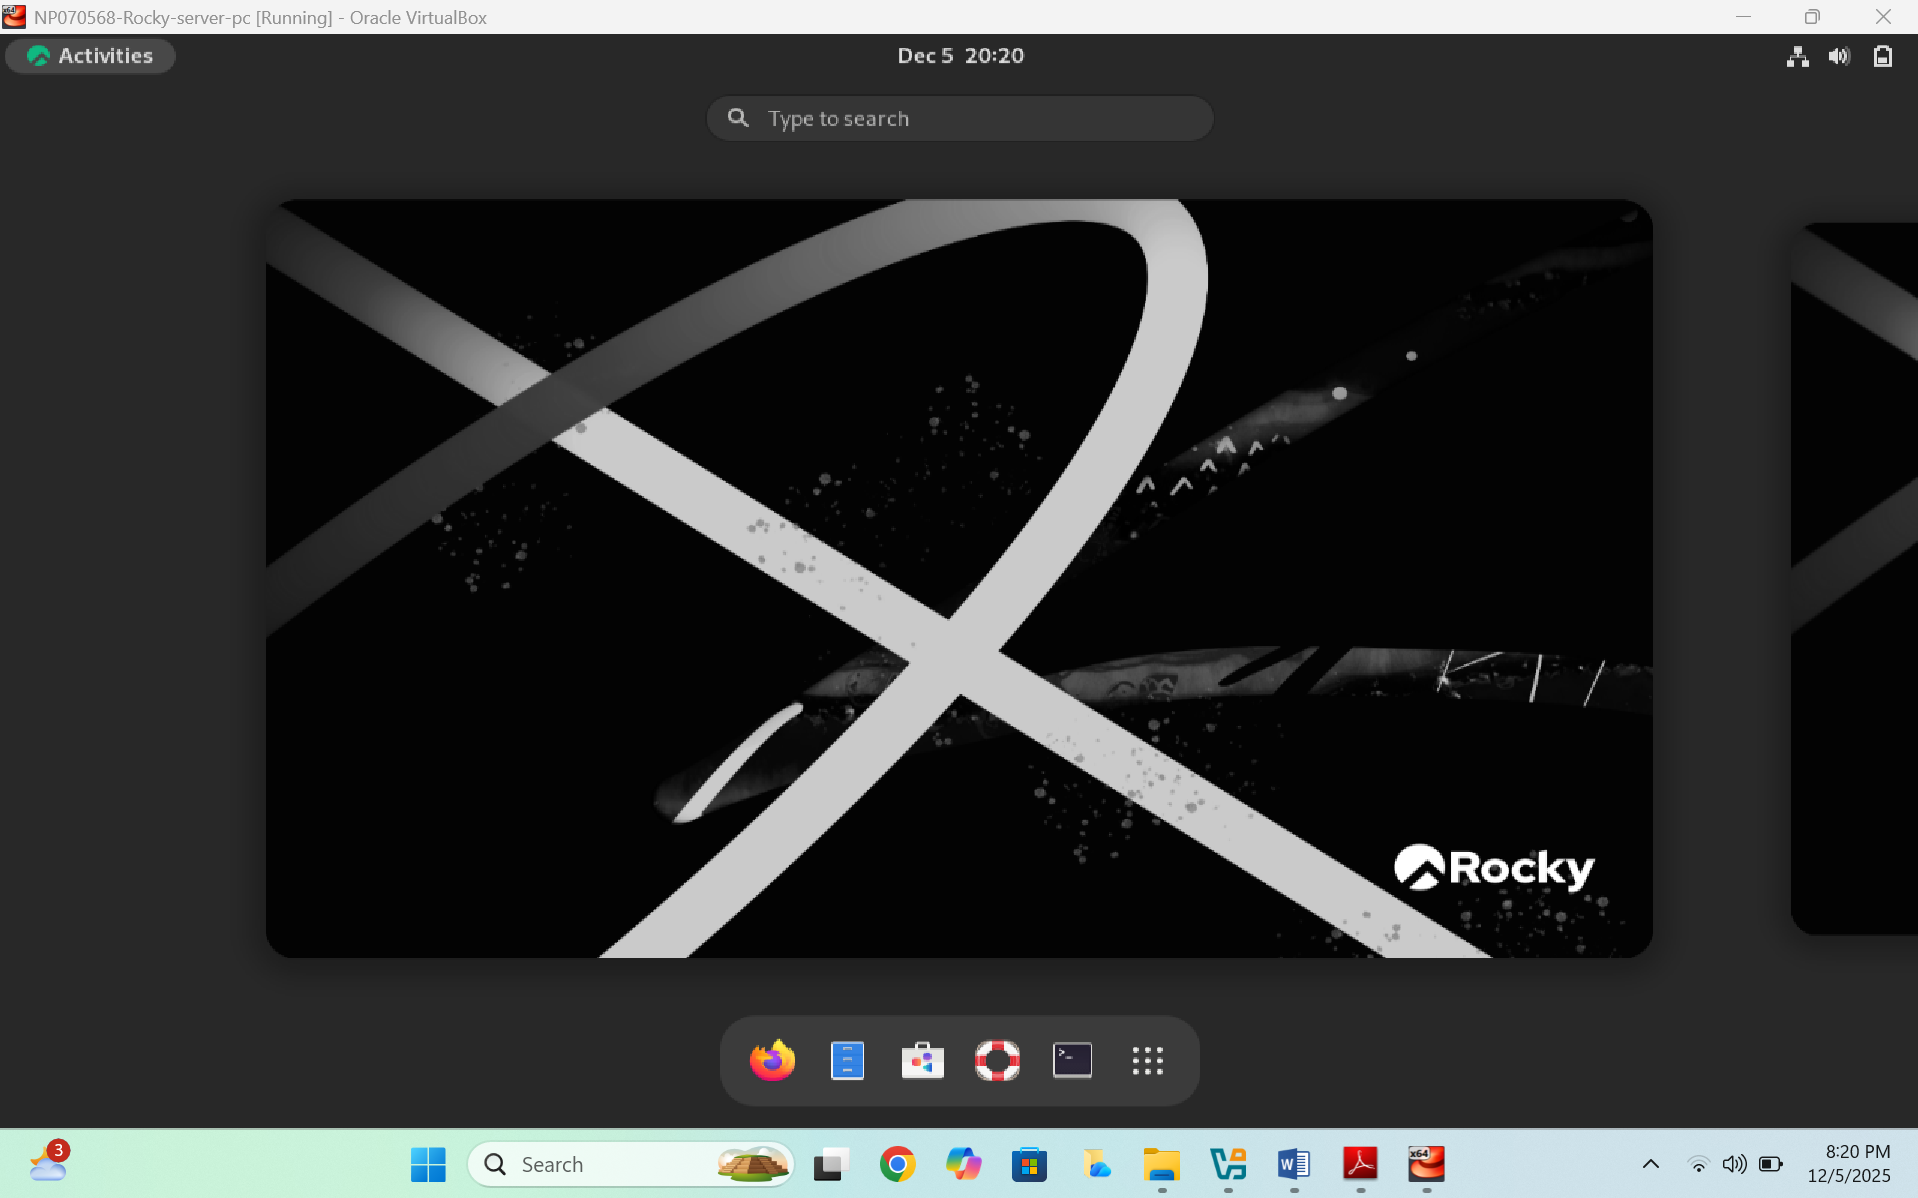 NP070568-Rocky-server-pc [Running] - Oracle VirtualBox
Activities
Dec 5 20:20
Type to search
Rocky
>_
3
Search
x64
8:20 PM
12/5/2025